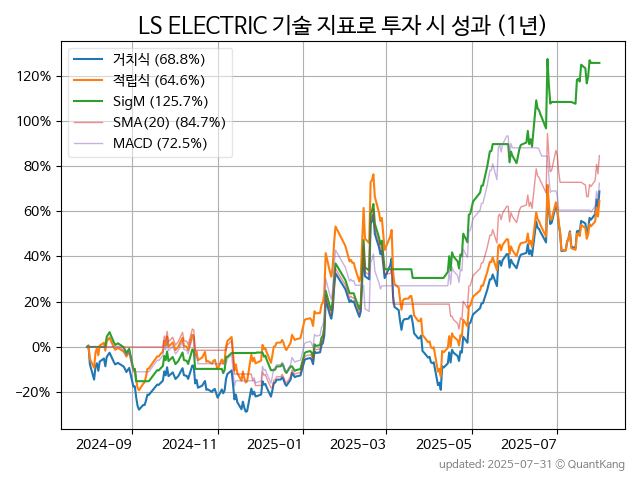 LS ELECTRIC 기술 지표로 투자 시 성과 (1년)
거치식 (68.8%)
적립식 (64.6%)
SigM (125.7%)
SMA(20) (84.7%)
MACD (72.5%)
120%
100%
80%
60%
40%
20%
0%
−20%
2024-09
2024-11
2025-01
2025-03
2025-05
2025-07
updated: 2025-07-31 © QuantKang